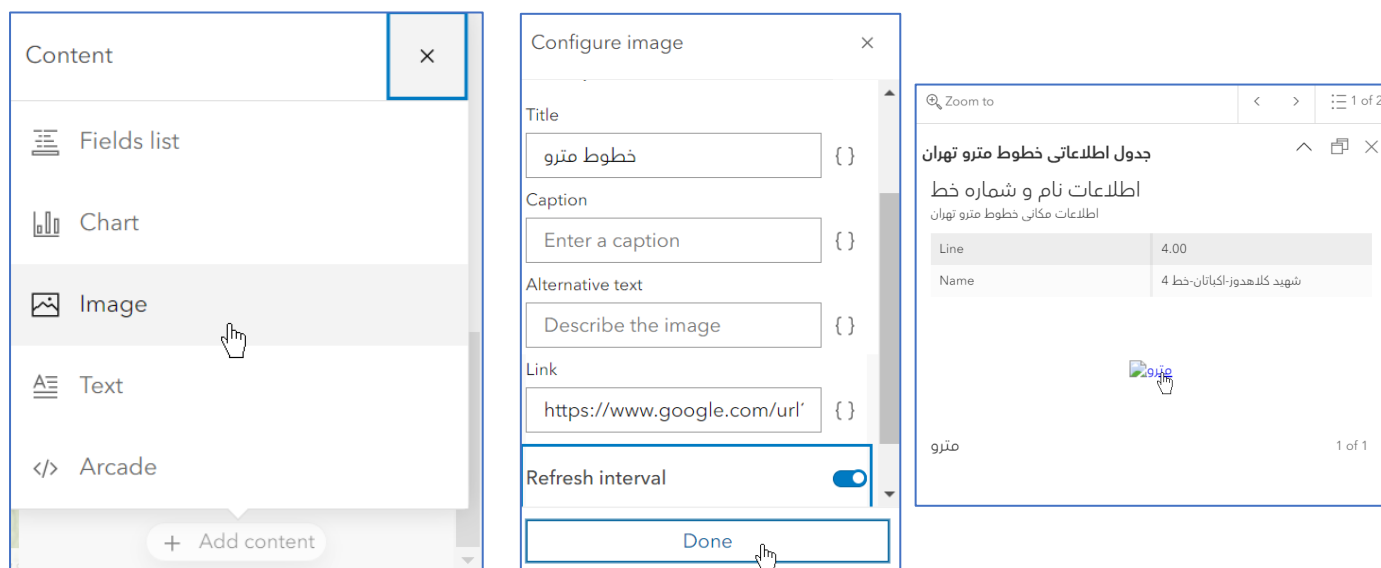 Content
Fields list
Chart
Image
Text
Arcade
+ Add content
Configure image
Title
خطوط مترو
{}
Caption
Enter a caption
{}
Alternative text
Describe the image
{}
Link
https://www.google.com/url
{}
Refresh interval
Done
Zoom to
1 of 2
جدول اطلاعاتی خطوط مترو تهران
اطلاعات نام و شماره خط
اطلاعات مکانی خطوط مترو تهران
Line 4.00
Name شهید کلاهدوز-اکباتان-خط 4
مترو
مترو 1 of 1